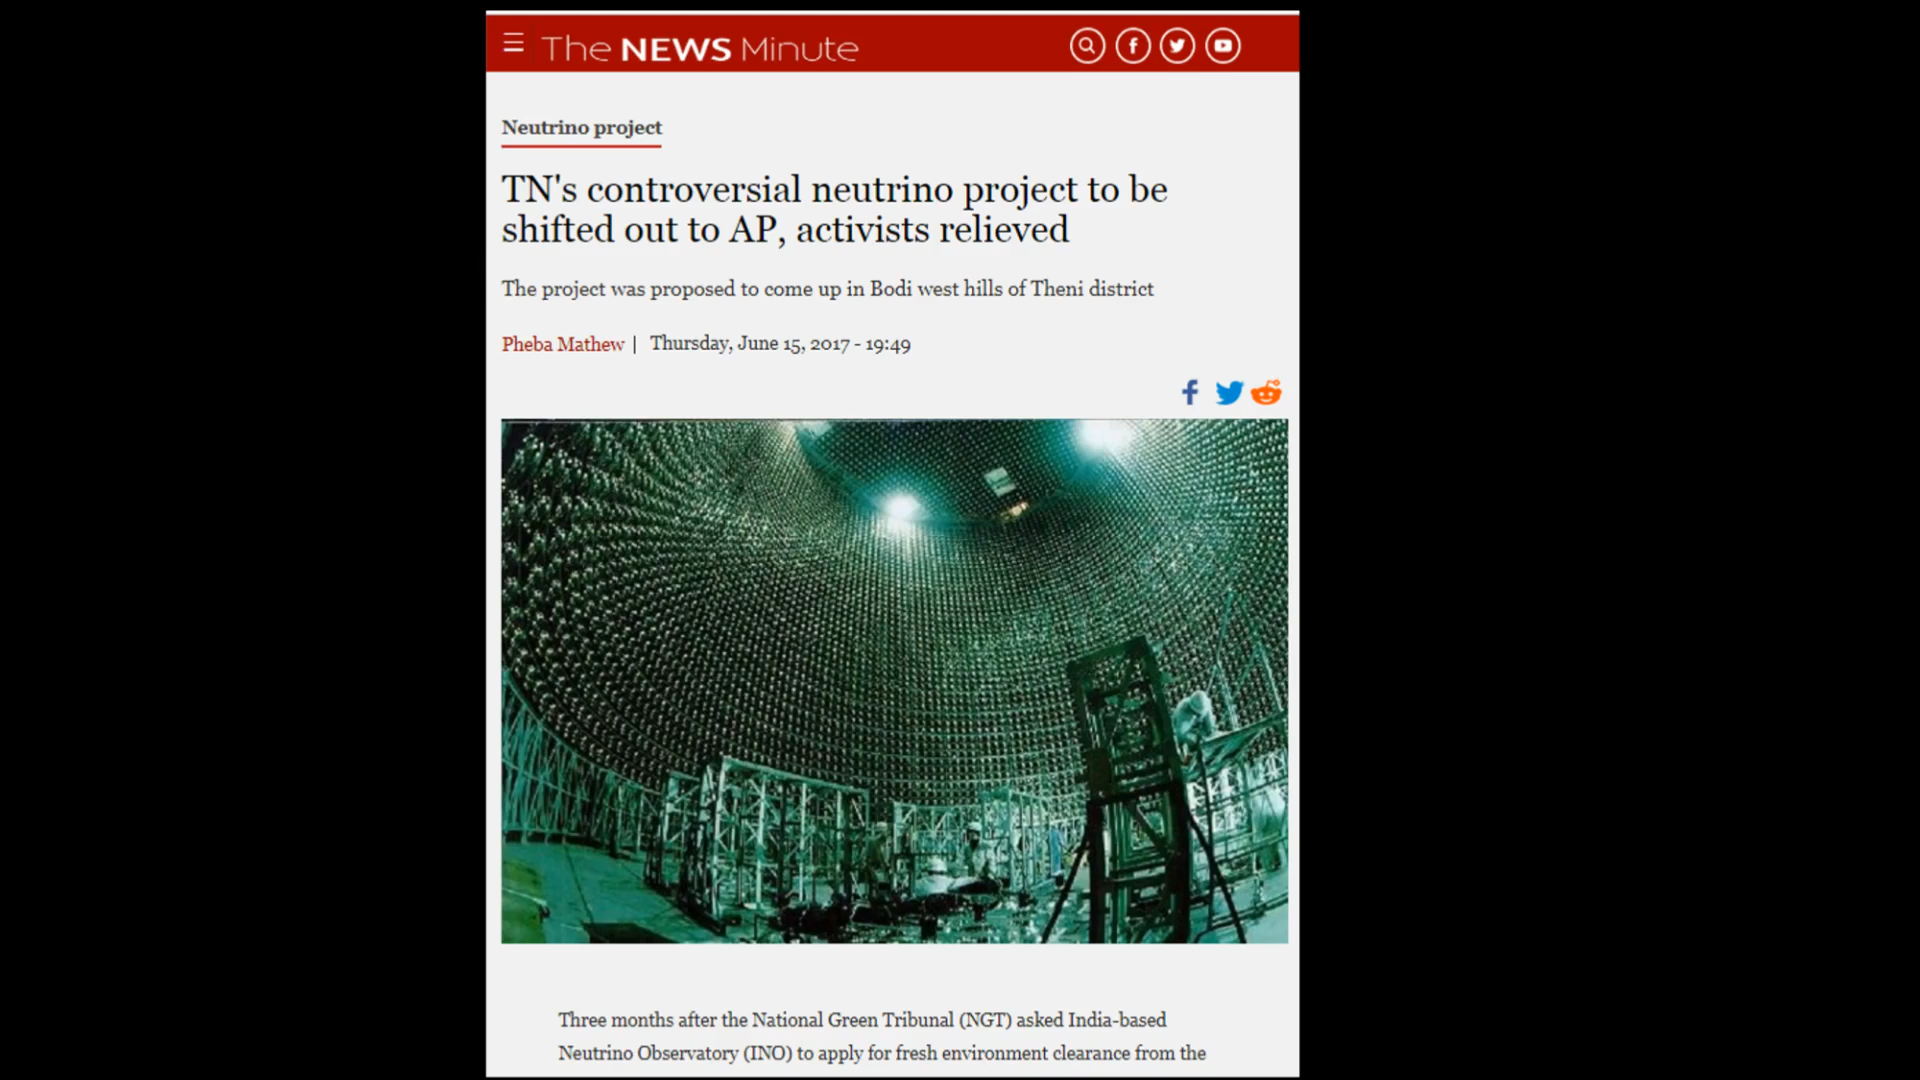 The NEWS Minute
Neutrino project
TN's controversial neutrino project to be
shifted out to AP, activists relieved
The project was proposed to come up in Bodi west hills of Theni district
Pheba Mathew | Thursday, June 15, 2017 - 19:49
Three months after the National Green Tribunal (NGT) asked India-based
Neutrino Observatory (INO) to apply for fresh environment clearance from the